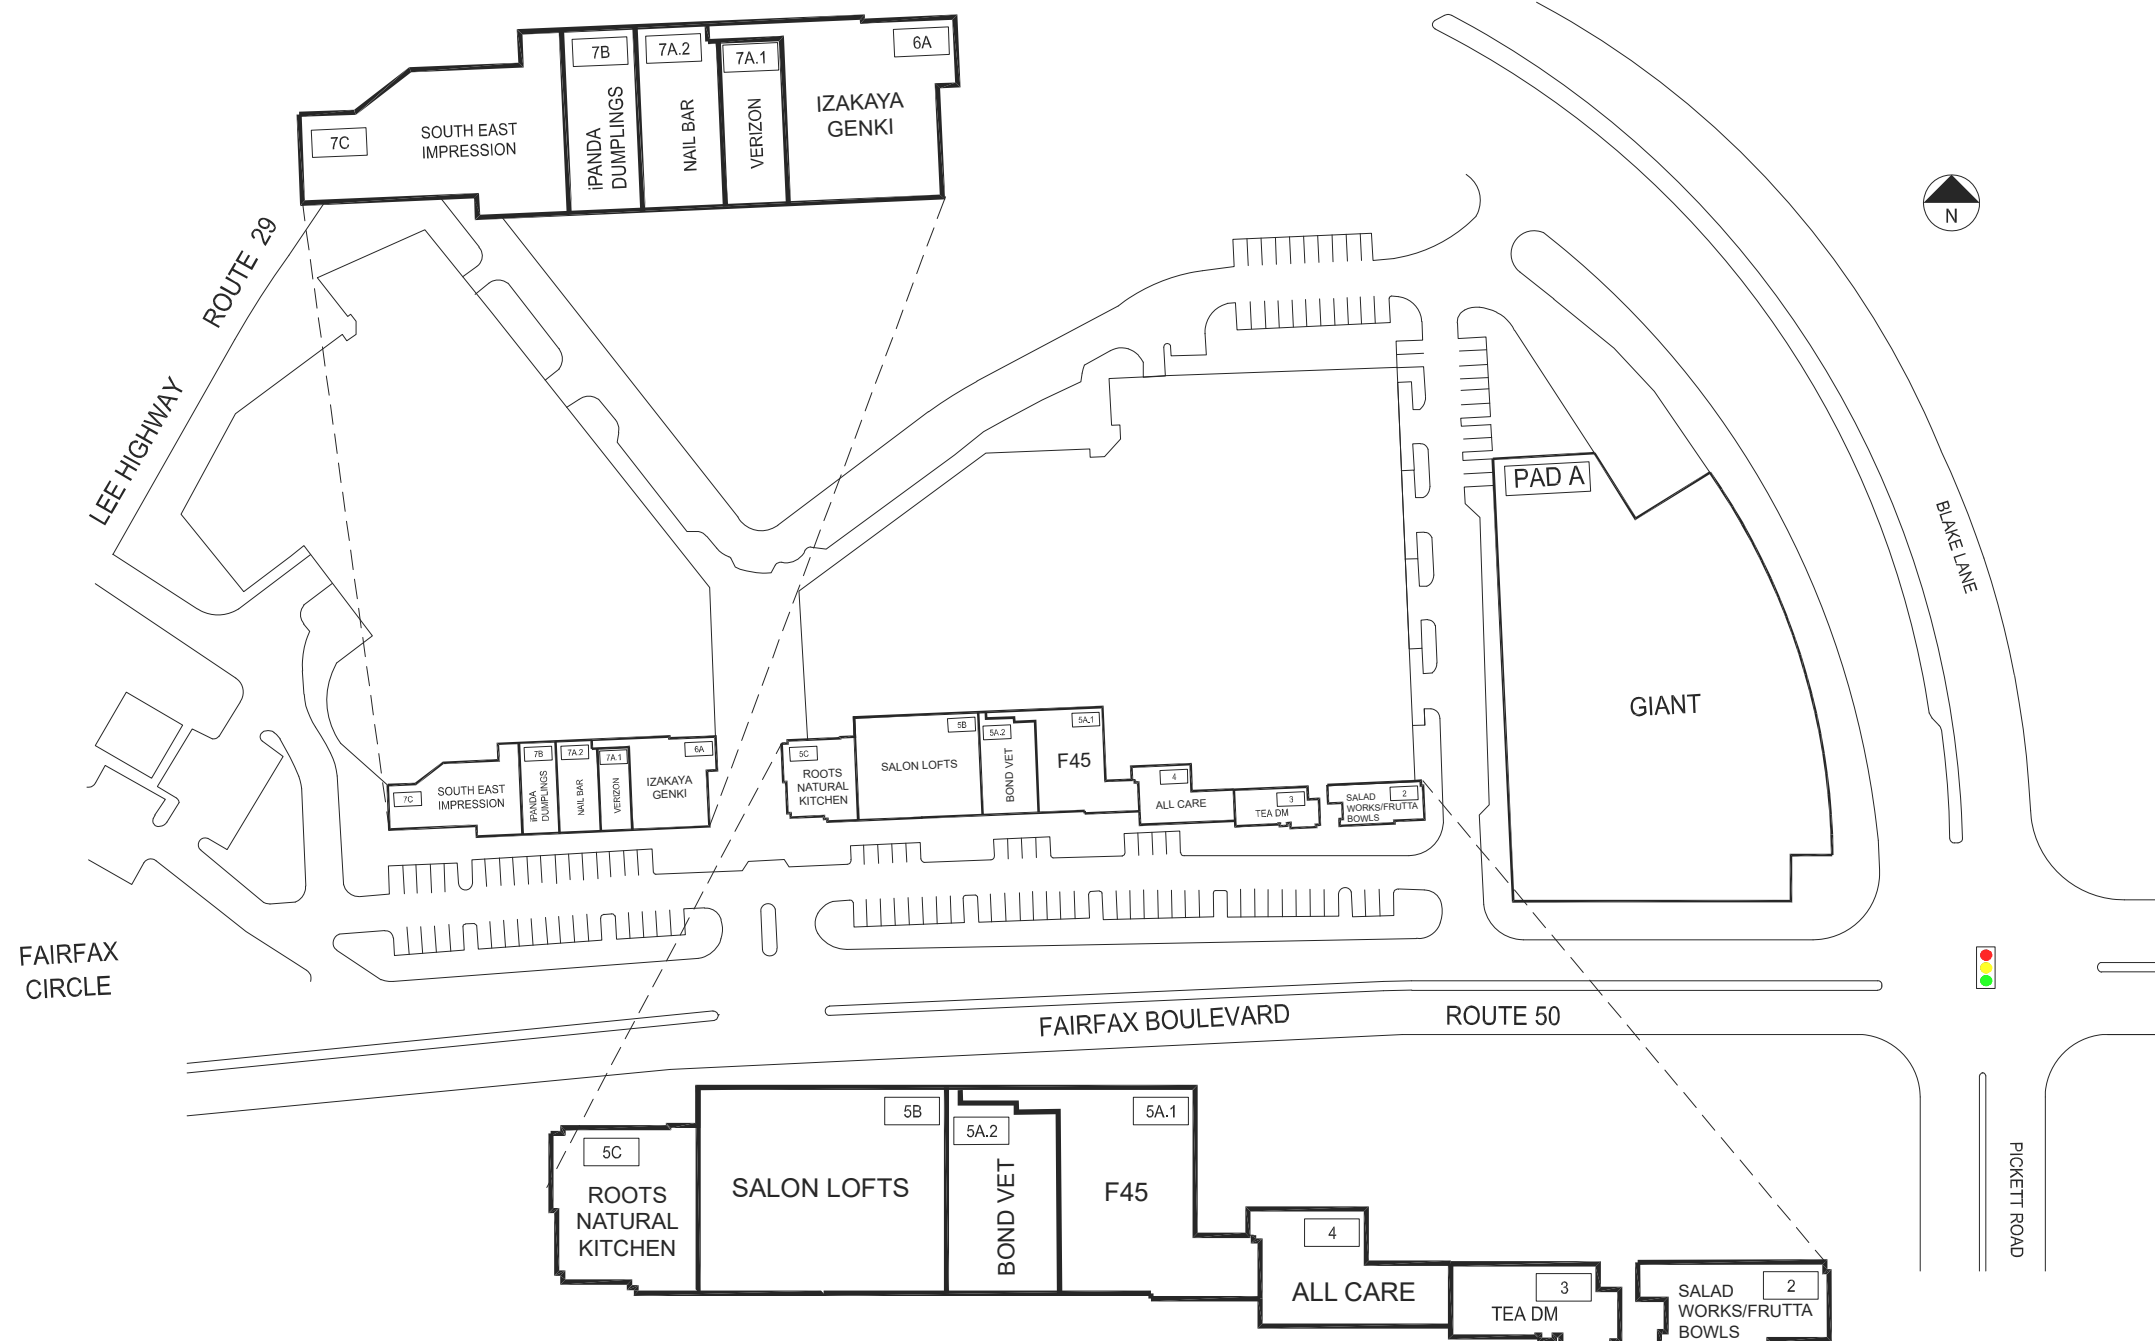 7C
SOUTH EAST
IMPRESSION
7B
iPANDA
DUMPLINGS
7A.2
NAIL BAR
7A.1
VERIZON
6A
IZAKAYA
GENKI
N
LEE HIGHWAY
ROUTE 29
PAD A
GIANT
BLAKE LANE
7C
SOUTH EAST
IMPRESSION
7B
iPANDA
DUMPLINGS
7A.2
NAIL BAR
7A.1
VERIZON
6A
IZAKAYA
GENKI
5C
ROOTS
NATURAL
KITCHEN
5B
SALON LOFTS
5A.2
BOND VET
5A.1
F45
4
ALL CARE
3
TEA DM
2
SALAD
WORKS/FRUTTA
BOWLS
FAIRFAX
CIRCLE
FAIRFAX BOULEVARD
ROUTE 50
PICKETT ROAD
5C
ROOTS
NATURAL
KITCHEN
5B
SALON LOFTS
5A.2
BOND VET
5A.1
F45
4
ALL CARE
3
TEA DM
2
SALAD
WORKS/FRUTTA
BOWLS